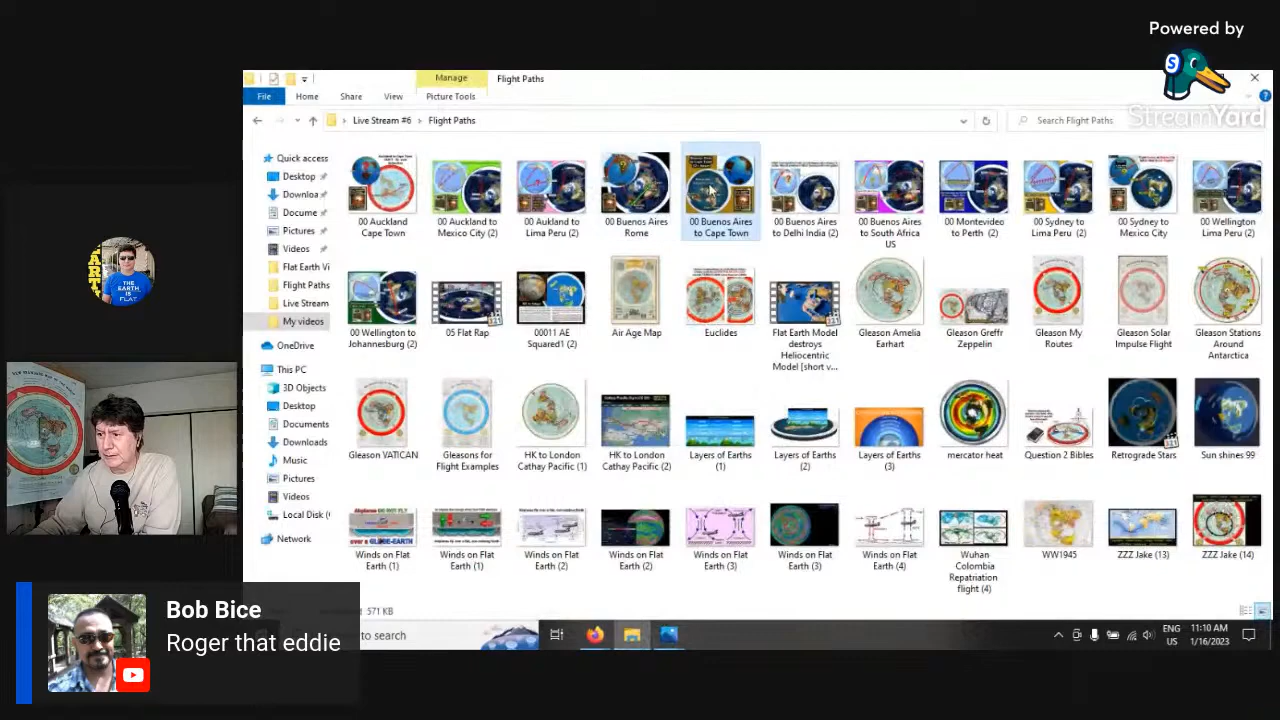 Powered by
StreamYard
Manage
Flight Paths
File
Home
Share
View
Picture Tools
Live Stream #6
Flight Paths
Search Flight Paths
Quick access
Desktop
Downloa
Docume
Pictures
Videos
Flat Earth Vi
Flight Paths
Live Stream
My videos
OneDrive
This PC
3D Objects
Desktop
Documents
Downloads
Music
Pictures
Videos
Local Disk (
Network
00 Auckland
Cape Town
00 Auckland to
Mexico City (2)
00 Aukland to
Lima Peru (2)
00 Buenos Aires
Rome
00 Buenos Aires
to Cape Town
00 Buenos Aires
to Delhi India (2)
00 Buenos Aires
to South Africa
US
00 Montevideo
to Perth (2)
00 Sydney to
Lima Peru (2)
00 Sydney to
Mexico City
00 Wellington
Lima Peru (2)
00 Wellington to
Johannesburg (2)
05 Flat Rap
00011 AE
Squared1 (2)
Air Age Map
Euclides
Flat Earth Model
destroys
Heliocentric
Model [short v...
Gleason Amelia
Earhart
Gleason Greffr
Zeppelin
Gleason My
Routes
Gleason Solar
Impulse Flight
Gleason Stations
Around
Antarctica
Gleason VATICAN
Gleasons for
Flight Examples
HK to London
Cathay Pacific (1)
HK to London
Cathay Pacific (2)
Layers of Earths
(1)
Layers of Earths
(2)
Layers of Earths
(3)
mercator heat
Question 2 Bibles
Retrograde Stars
Sun shines 99
Winds on Flat
Earth (1)
Winds on Flat
Earth (1)
Winds on Flat
Earth (2)
Winds on Flat
Earth (2)
Winds on Flat
Earth (3)
Winds on Flat
Earth (3)
Winds on Flat
Earth (4)
Wuhan
Colombia
Repatriation
flight (4)
WW1945
ZZZ Jake (13)
ZZZ Jake (14)
571 KB
to search
ENG
US
11:10 AM
1/16/2023
THE
EARTH
IS
FLAT
Bob Bice
Roger that eddie